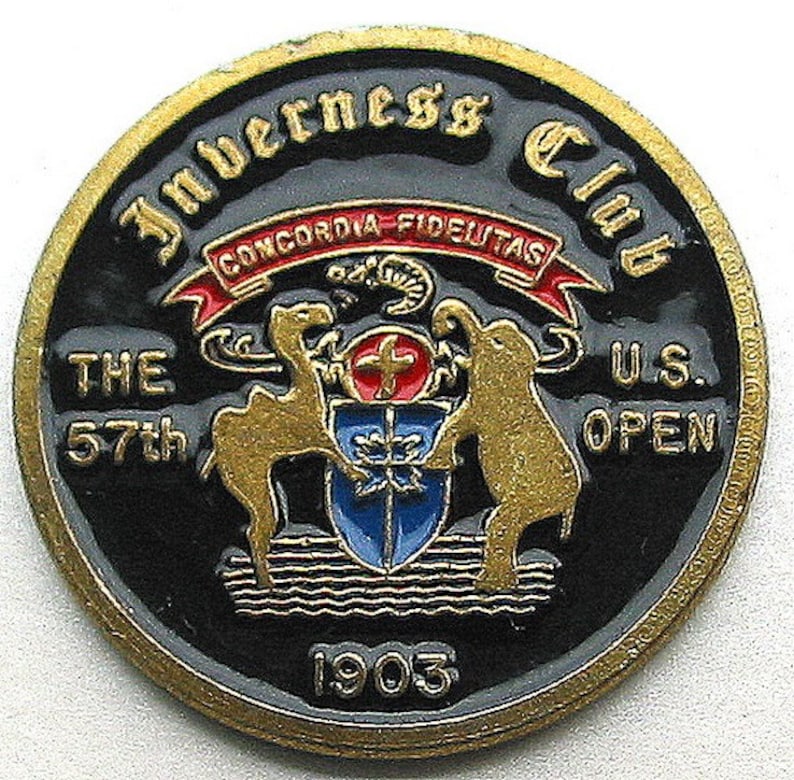 Inverness Club
CONCORDIA FIDELITAS
THE
57th
U.S.
OPEN
1903